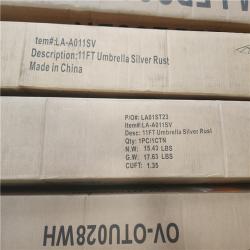 tem#:LA-A011SV
Description:11FT Umbrella Silver Rust
Made in China
P/O#: LA01ST23
Item#:LA-A011SV
Desc: 11FT Umbrella Silver Rust
Qty: 1PC/1CTN
N.W: 15.43 LBS
G.W: 17.63 LBS
CUFT: 1.35
OV-OTU028WH